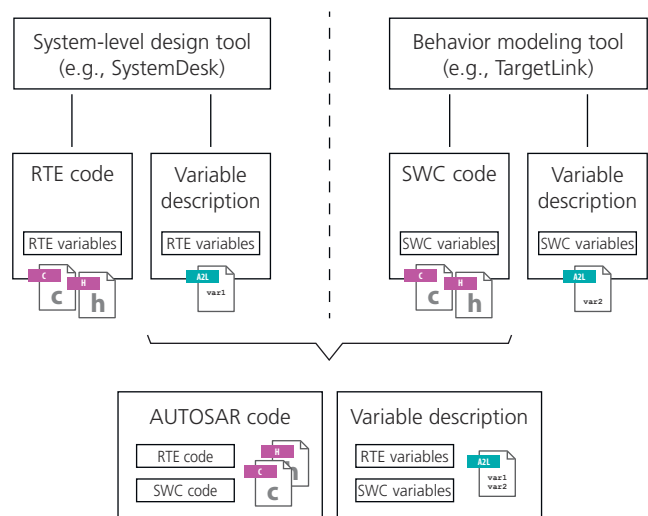 System-level design tool
(e.g., SystemDesk)
Behavior modeling tool
(e.g., TargetLink)
RTE code
RTE variables
C
c
H
h
Variable
description
RTE variables
A2L
var1
SWC code
SWC variables
C
c
H
h
Variable
description
SWC variables
A2L
var2
AUTOSAR code
RTE code
SWC code
H
h
C
c
Variable description
RTE variables
SWC variables
A2L
var1
var2